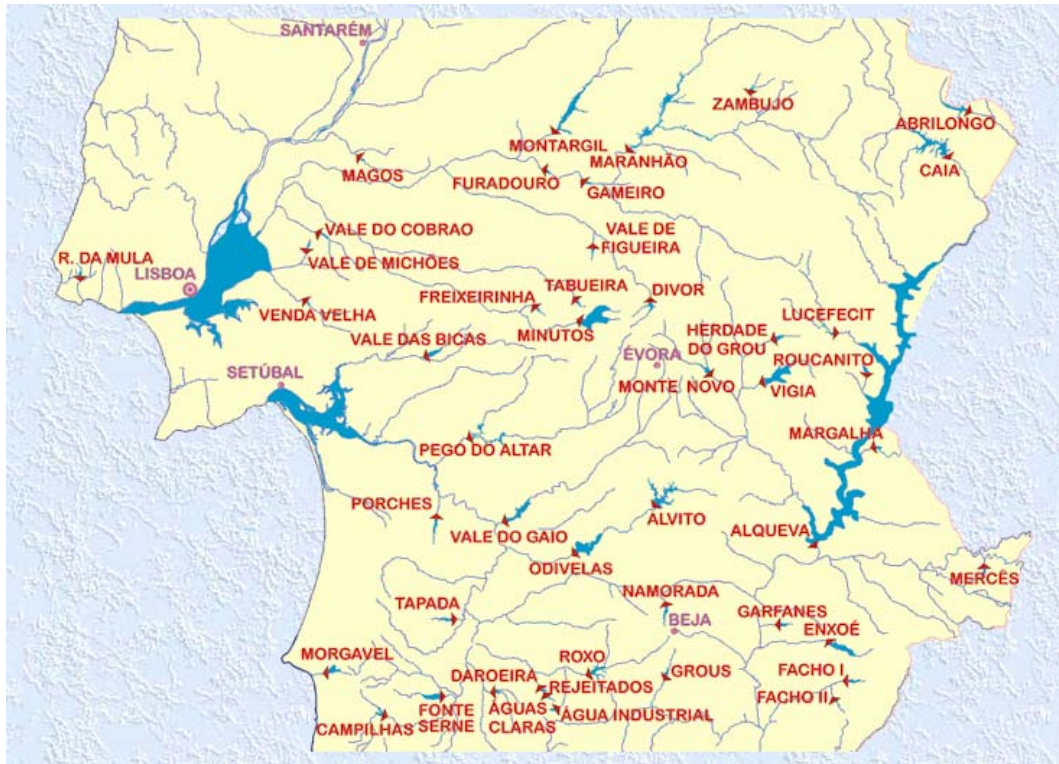 SANTARÉM
ZAMBUJO
ABRILONGO
MONTARGIL
MARANHÃO
CAIA
MAGOS
FURADOURO
GAMEIRO
VALE DO COBRAO
VALE DE
FIGUEIRA
R. DA MULA
VALE DE MICHÕES
LISBOA
FREIXEIRINHA
TABUEIRA
DIVOR
VENDA VELHA
MINUTOS
LUCEFECIT
HERDADE
DO GROU
VALE DAS BICAS
ÉVORA
ROUCANITO
SETÚBAL
MONTE NOVO
VIGIA
MARGALHA
PEGO DO ALTAR
PORCHES
VALE DO GAIO
ALVITO
ALQUEVA
ODIVELAS
MERCÊS
NAMORADA
TAPADA
GARFANES
BEJA
ENXOÉ
MORGAVEL
ROXO
DAROEIRA
REJEITADOS
GROUS
FACHO I
FACHO II
FONTE
SERNE
ÁGUAS
CLARAS
ÁGUA INDUSTRIAL
CAMPILHAS